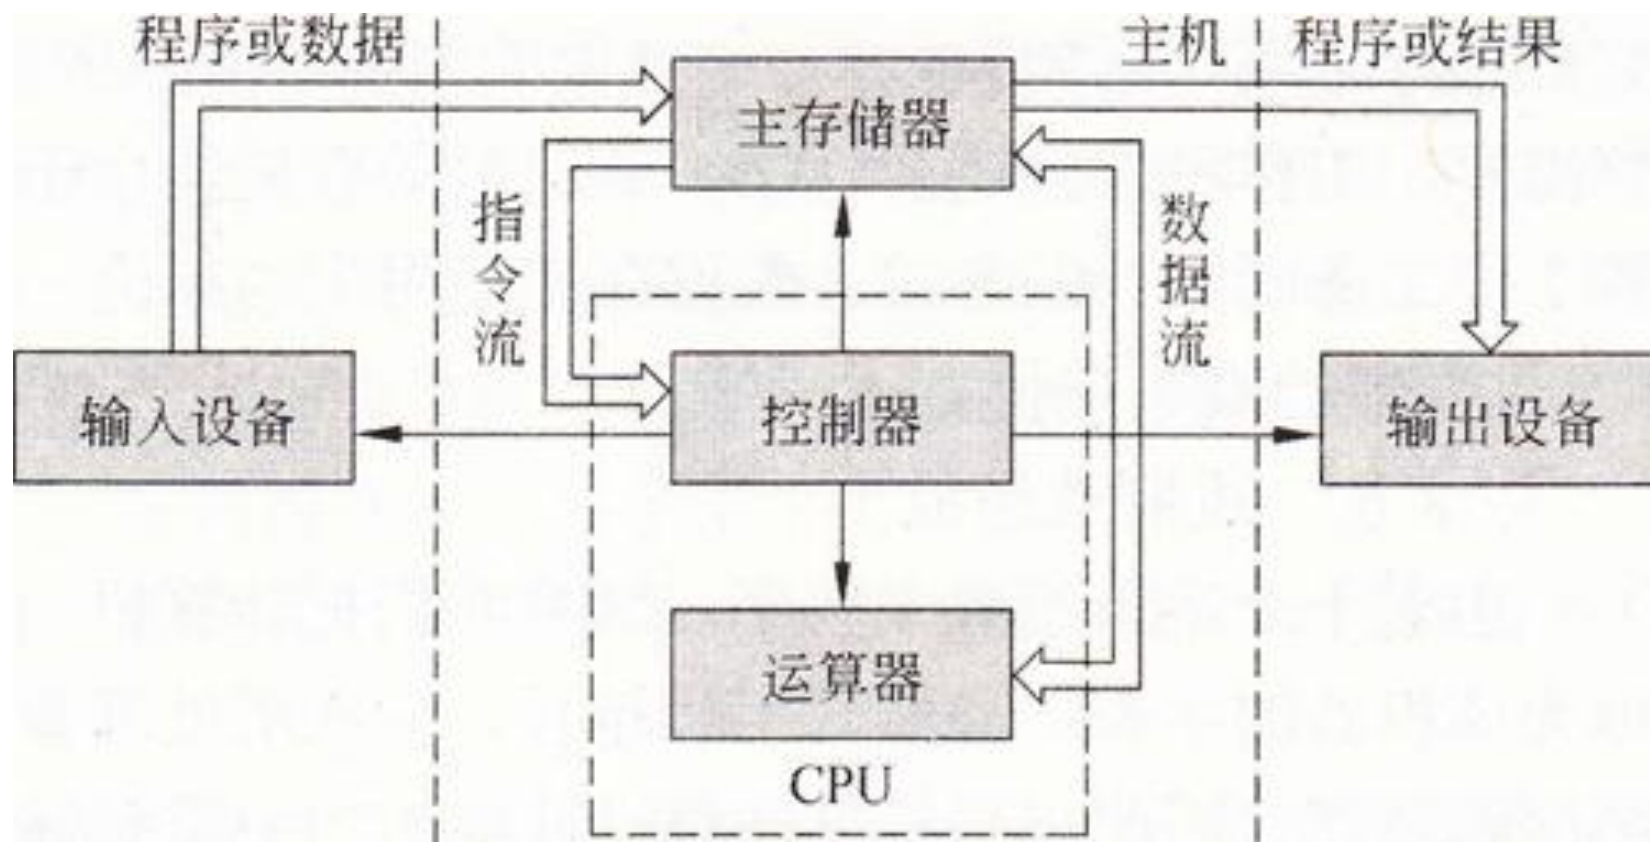 程序或数据
主机
程序或结果
主存储器
指令流
数据流
输入设备
控制器
输出设备
运算器
CPU